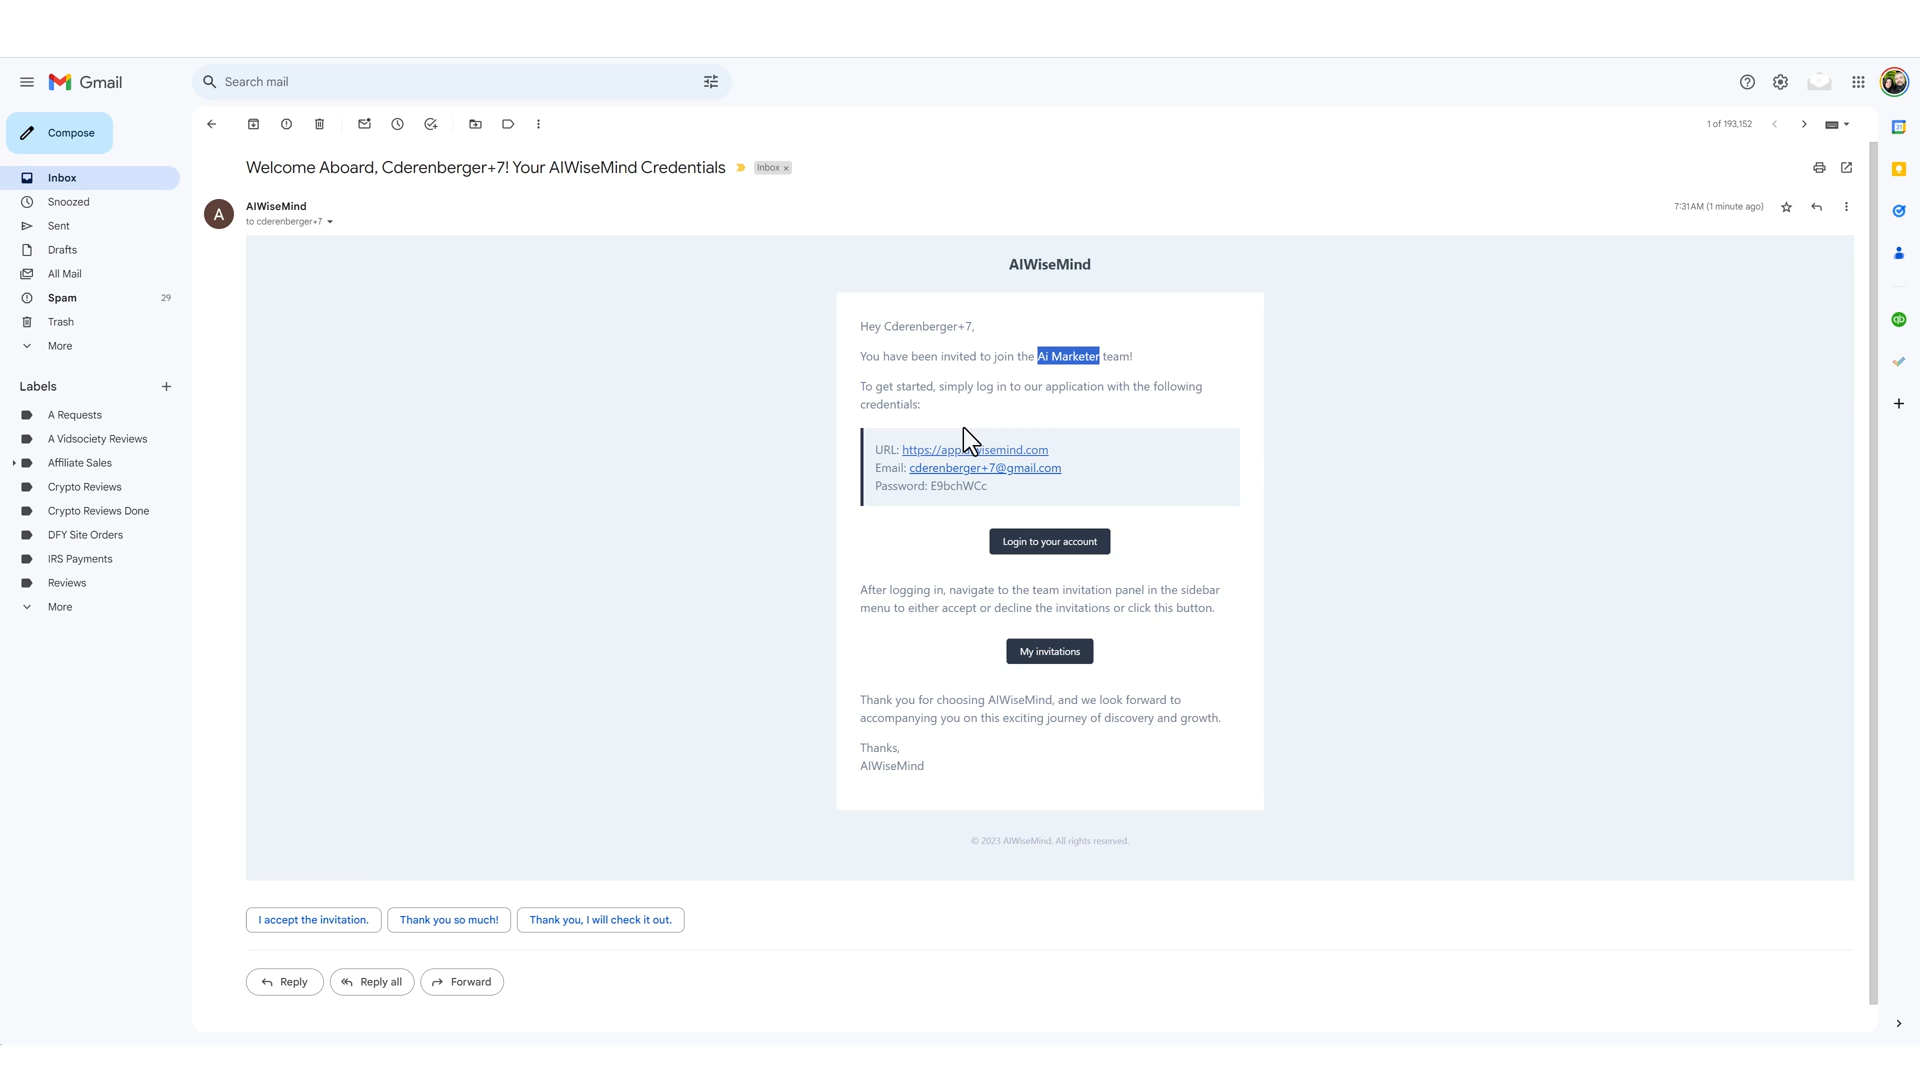 Gmail
Search mail
Compose
1 of 193,152
Inbox
Snoozed
Sent
Drafts
All Mail
Spam 29
Trash
More
Labels
A Requests
A Vidsociety Reviews
Affiliate Sales
Crypto Reviews
Crypto Reviews Done
DFY Site Orders
IRS Payments
Reviews
More
Welcome Aboard, Cderenberger+7! Your AIWiseMind Credentials
Inbox x
A
AIWiseMind
to cderenberger+7
7:31 AM (1 minute ago)
AIWiseMind
Hey Cderenberger+7,
You have been invited to join the Ai Marketer team!
To get started, simply log in to our application with the following
credentials:
URL: https://app wisemind.com
Email: cderenberger+7@gmail.com
Password: E9bchWCc
Login to your account
After logging in, navigate to the team invitation panel in the sidebar
menu to either accept or decline the invitations or click this button.
My invitations
Thank you for choosing AIWiseMind, and we look forward to
accompanying you on this exciting journey of discovery and growth.
Thanks,
AIWiseMind
© 2023 AIWiseMind. All rights reserved.
I accept the invitation.
Thank you so much!
Thank you, I will check it out.
Reply
Reply all
Forward
31
qb